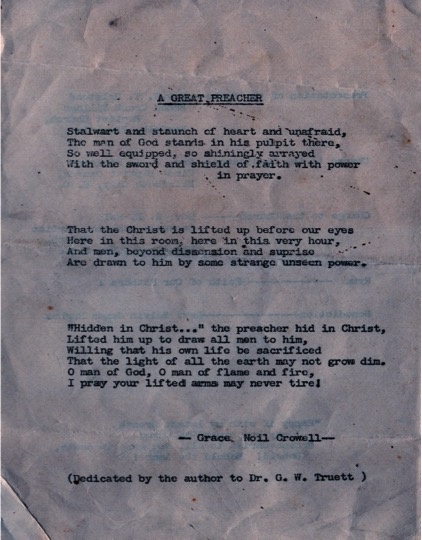 A GREAT PREACHER
Stalwart and staunch of heart and unafraid,
The man of God stands in his pulpit there,
So well equipped, so shiningly arrayed
With the sword and shield of faith with power
in prayer.
That the Christ is lifted up before our eyes
Here in this room, here in this very hour,
And men, beyond dissension and suprise
Are drawn to him by some strange unseen power.
"Hidden in Christ..." the preacher hid in Christ,
Lifted him up to draw all men to him,
Willing that his own life be sacrificed
That the light of all the earth may not grow dim.
O man of God, O man of flame and fire,
I pray your lifted arms may never tire!
-- Grace Noil Crowell--
(Dedicated by the author to Dr. G. W. Truett )